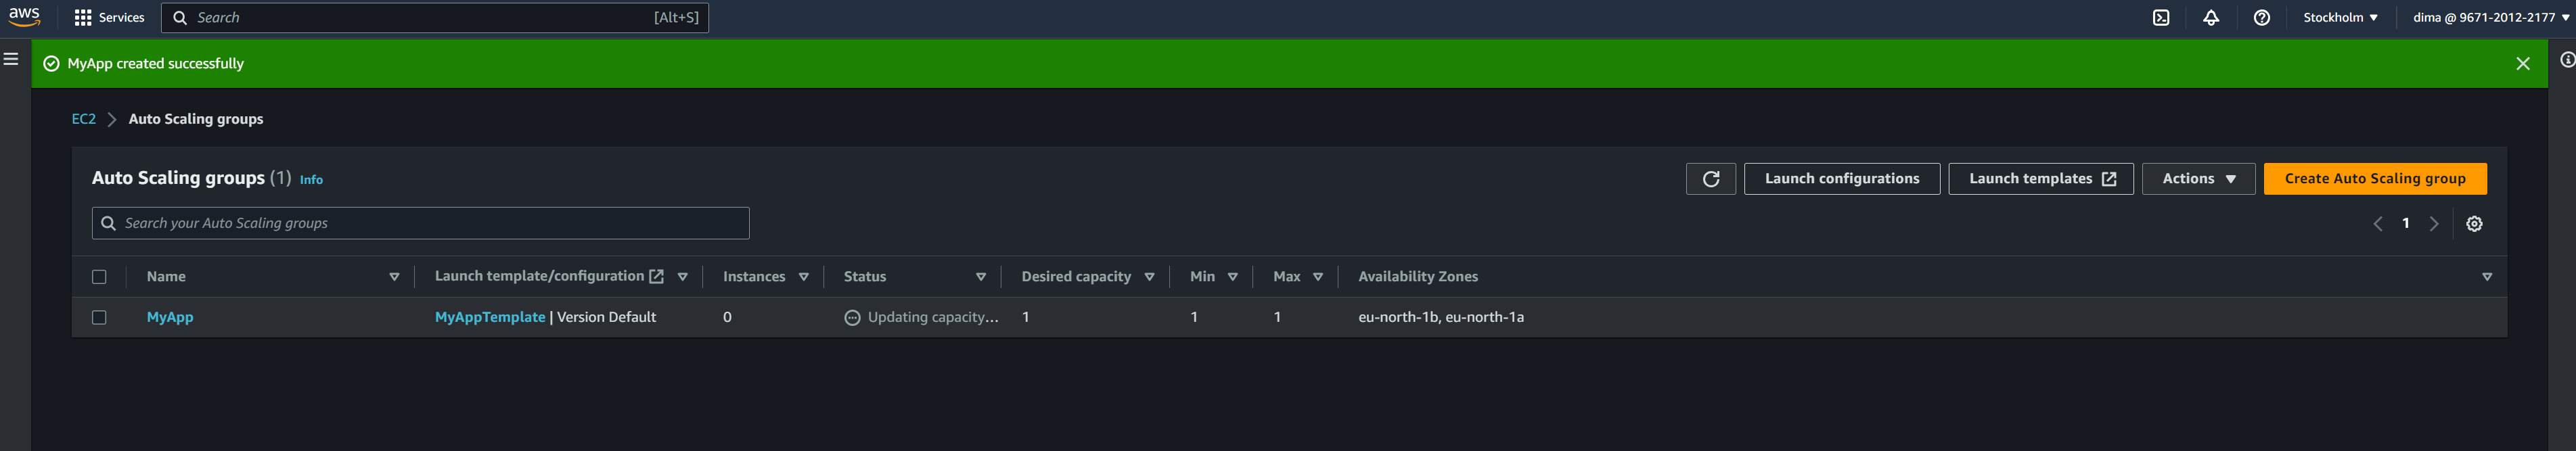 aws Services Search [Alt+S] Stockholm dima @ 9671-2012-2177
MyApp created successfully
EC2 Auto Scaling groups
Auto Scaling groups (1) Info Launch configurations Launch templates Actions Create Auto Scaling group
Search your Auto Scaling groups 1
Name Launch template/configuration Instances Status Desired capacity Min Max Availability Zones
MyApp MyAppTemplate | Version Default 0 Updating capacity... 1 1 1 eu-north-1b, eu-north-1a